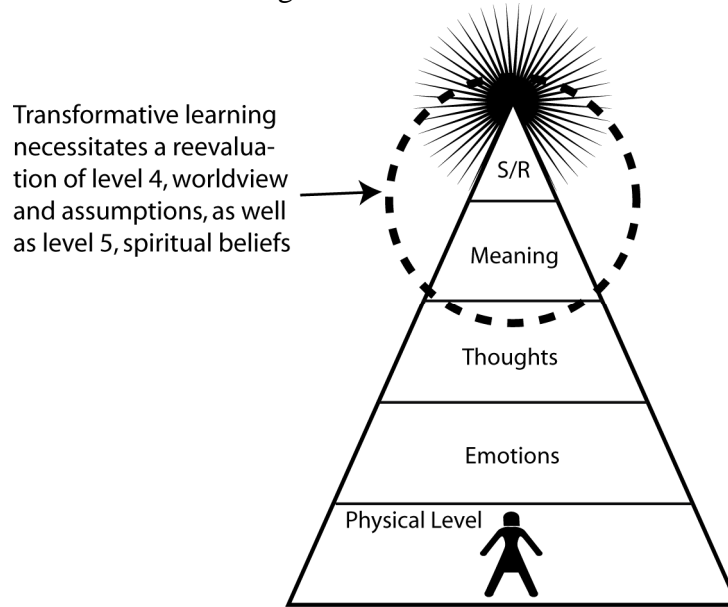 Transformative learning
necessitates a reevalua-
tion of level 4, worldview
and assumptions, as well
as level 5, spiritual beliefs
S/R
Meaning
Thoughts
Emotions
Physical Level